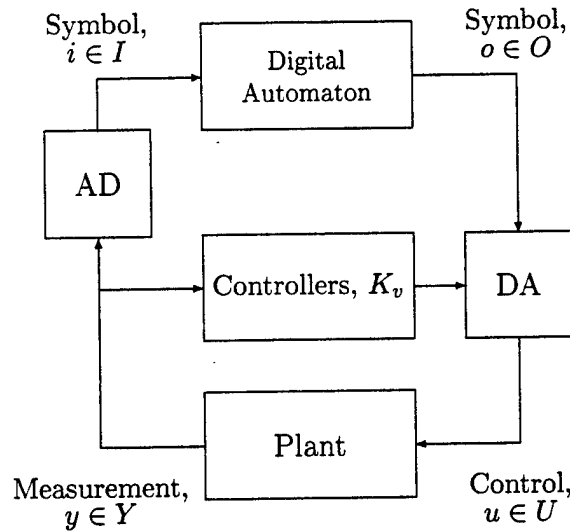 Symbol,
i ∈ I
Digital
Automaton
Symbol,
o ∈ O
AD
Controllers, K_v
DA
Plant
Measurement,
y ∈ Y
Control,
u ∈ U